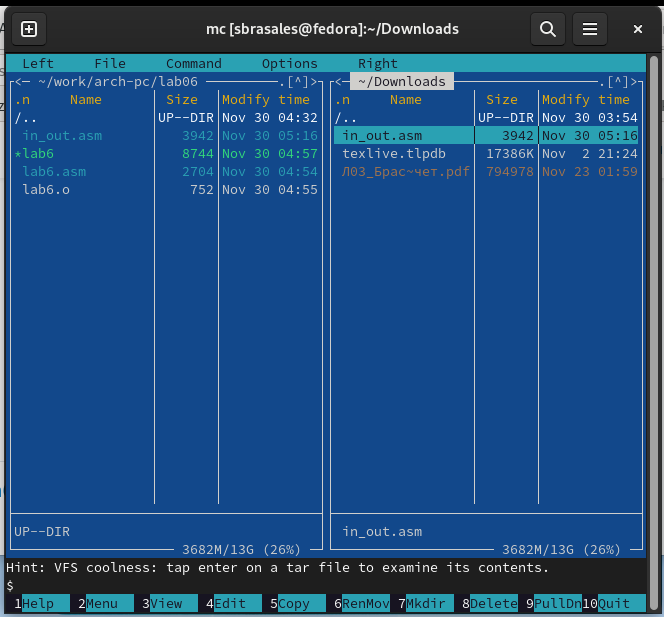 mc [sbrasales@fedora]:~/Downloads
Left File Command Options Right
<─ ~/work/arch-pc/lab06 ─.[^]>
.n Name Size Modify time
/.. UP--DIR Nov 30 04:32
in_out.asm 3942 Nov 30 05:16
*lab6 8744 Nov 30 04:57
lab6.asm 2704 Nov 30 04:54
lab6.o 752 Nov 30 04:55
UP--DIR
3682M/13G (26%)
<─ ~/Downloads ─.[^]>
.n Name Size Modify time
/.. UP--DIR Nov 30 03:54
in_out.asm 3942 Nov 30 05:16
texlive.tlpdb 17386K Nov 2 21:24
Л03_Брас~чет.pdf 794978 Nov 23 01:59
in_out.asm
3682M/13G (26%)
Hint: VFS coolness: tap enter on a tar file to examine its contents.
$
1Help 2Menu 3View 4Edit 5Copy 6RenMov 7Mkdir 8Delete 9PullDn 10Quit